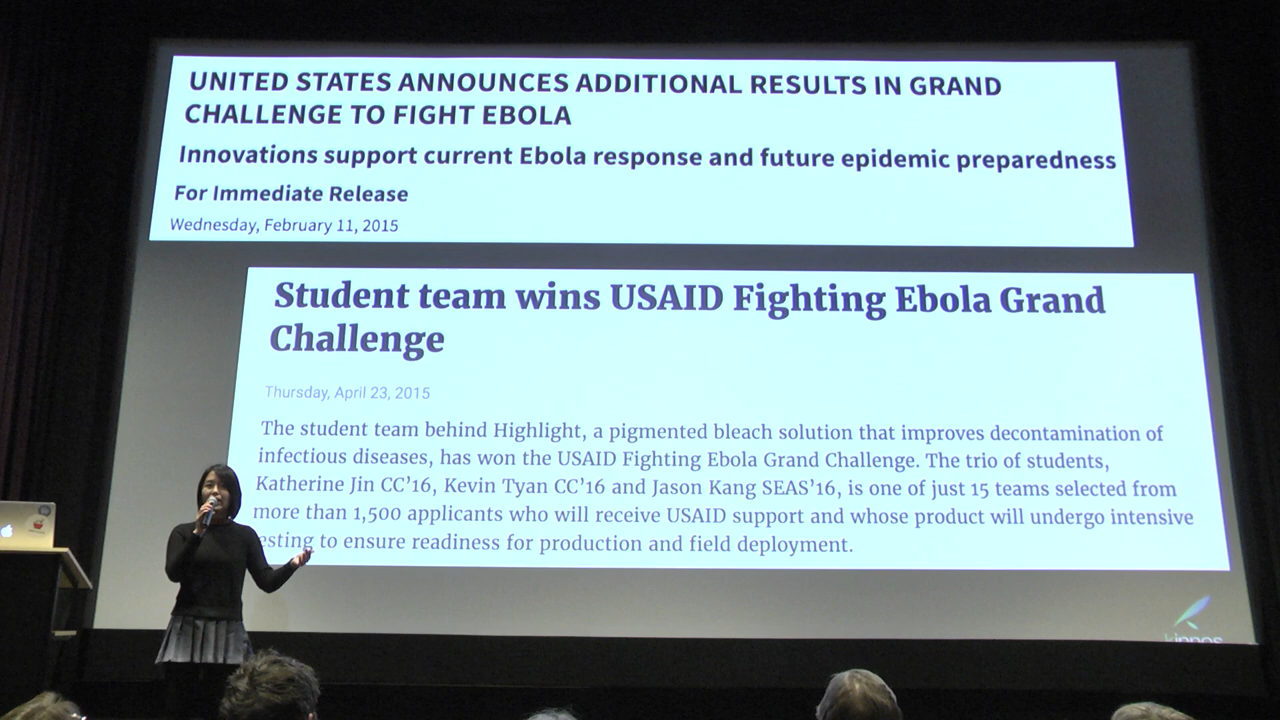 UNITED STATES ANNOUNCES ADDITIONAL RESULTS IN GRAND
CHALLENGE TO FIGHT EBOLA
Innovations support current Ebola response and future epidemic preparedness
For Immediate Release
Wednesday, February 11, 2015
Student team wins USAID Fighting Ebola Grand
Challenge
Thursday, April 23, 2015
The student team behind Highlight, a pigmented bleach solution that improves decontamination of
infectious diseases, has won the USAID Fighting Ebola Grand Challenge. The trio of students,
Katherine Jin CC’16, Kevin Tyan CC’16 and Jason Kang SEAS’16, is one of just 15 teams selected from
more than 1,500 applicants who will receive USAID support and whose product will undergo intensive
esting to ensure readiness for production and field deployment.
kinnos